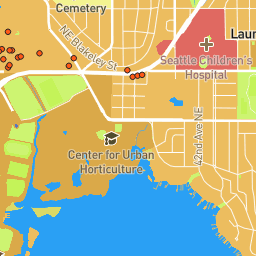 Cemetery
NE Blakeley St
Laur
Seattle Children's
Hospital
42nd Ave NE
Center for Urban
Horticulture